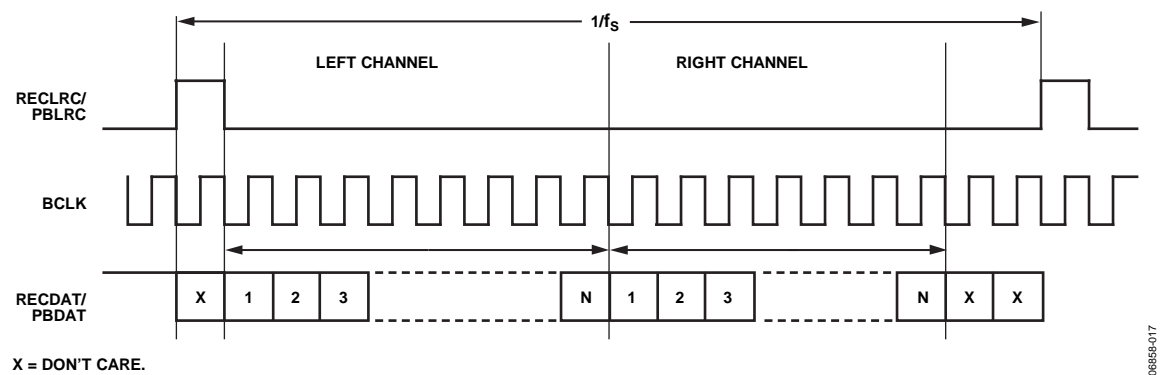 1/fS
LEFT CHANNEL
RIGHT CHANNEL
RECLRC/
PBLRC
BCLK
RECDAT/
PBDAT
X 1 2 3 N 1 2 3 N X X
X = DON'T CARE.
06858-017